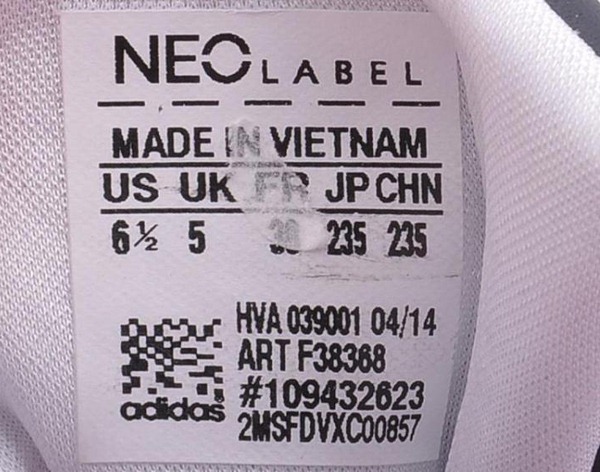 NEO LABEL
MADE IN VIETNAM
US UK FR JP CHN
6½ 5 235 235
HVA 039001 04/14
ART F38368
#109432623
adidas
2MSFDVXC00857